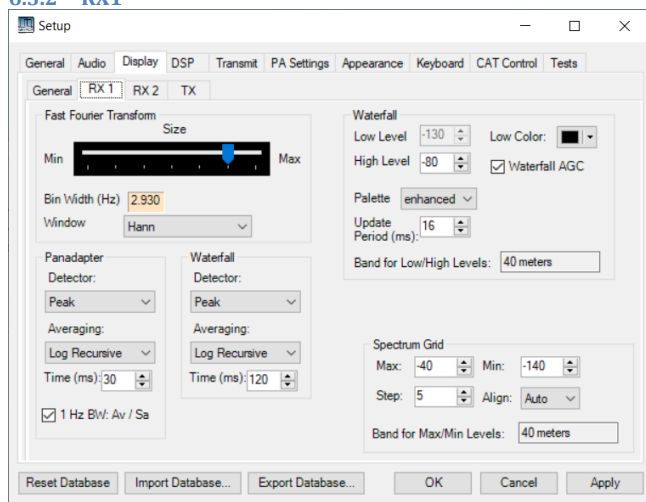 6.3.2 RX1
Setup
General Audio Display DSP Transmit PA Settings Appearance Keyboard CAT Control Tests
General RX 1 RX 2 TX
Fast Fourier Transform
Size
Min Max
Bin Width (Hz) 2.930
Window Hann
Panadapter
Detector:
Peak
Averaging:
Log Recursive
Time (ms): 30
1 Hz BW: Av / Sa
Waterfall
Detector:
Peak
Averaging:
Log Recursive
Time (ms): 120
Waterfall
Low Level -130 Low Color:
High Level -80 Waterfall AGC
Palette enhanced
Update
Period (ms): 16
Band for Low/High Levels: 40 meters
Spectrum Grid
Max: -40 Min: -140
Step: 5 Align: Auto
Band for Max/Min Levels: 40 meters
Reset Database Import Database... Export Database... OK Cancel Apply